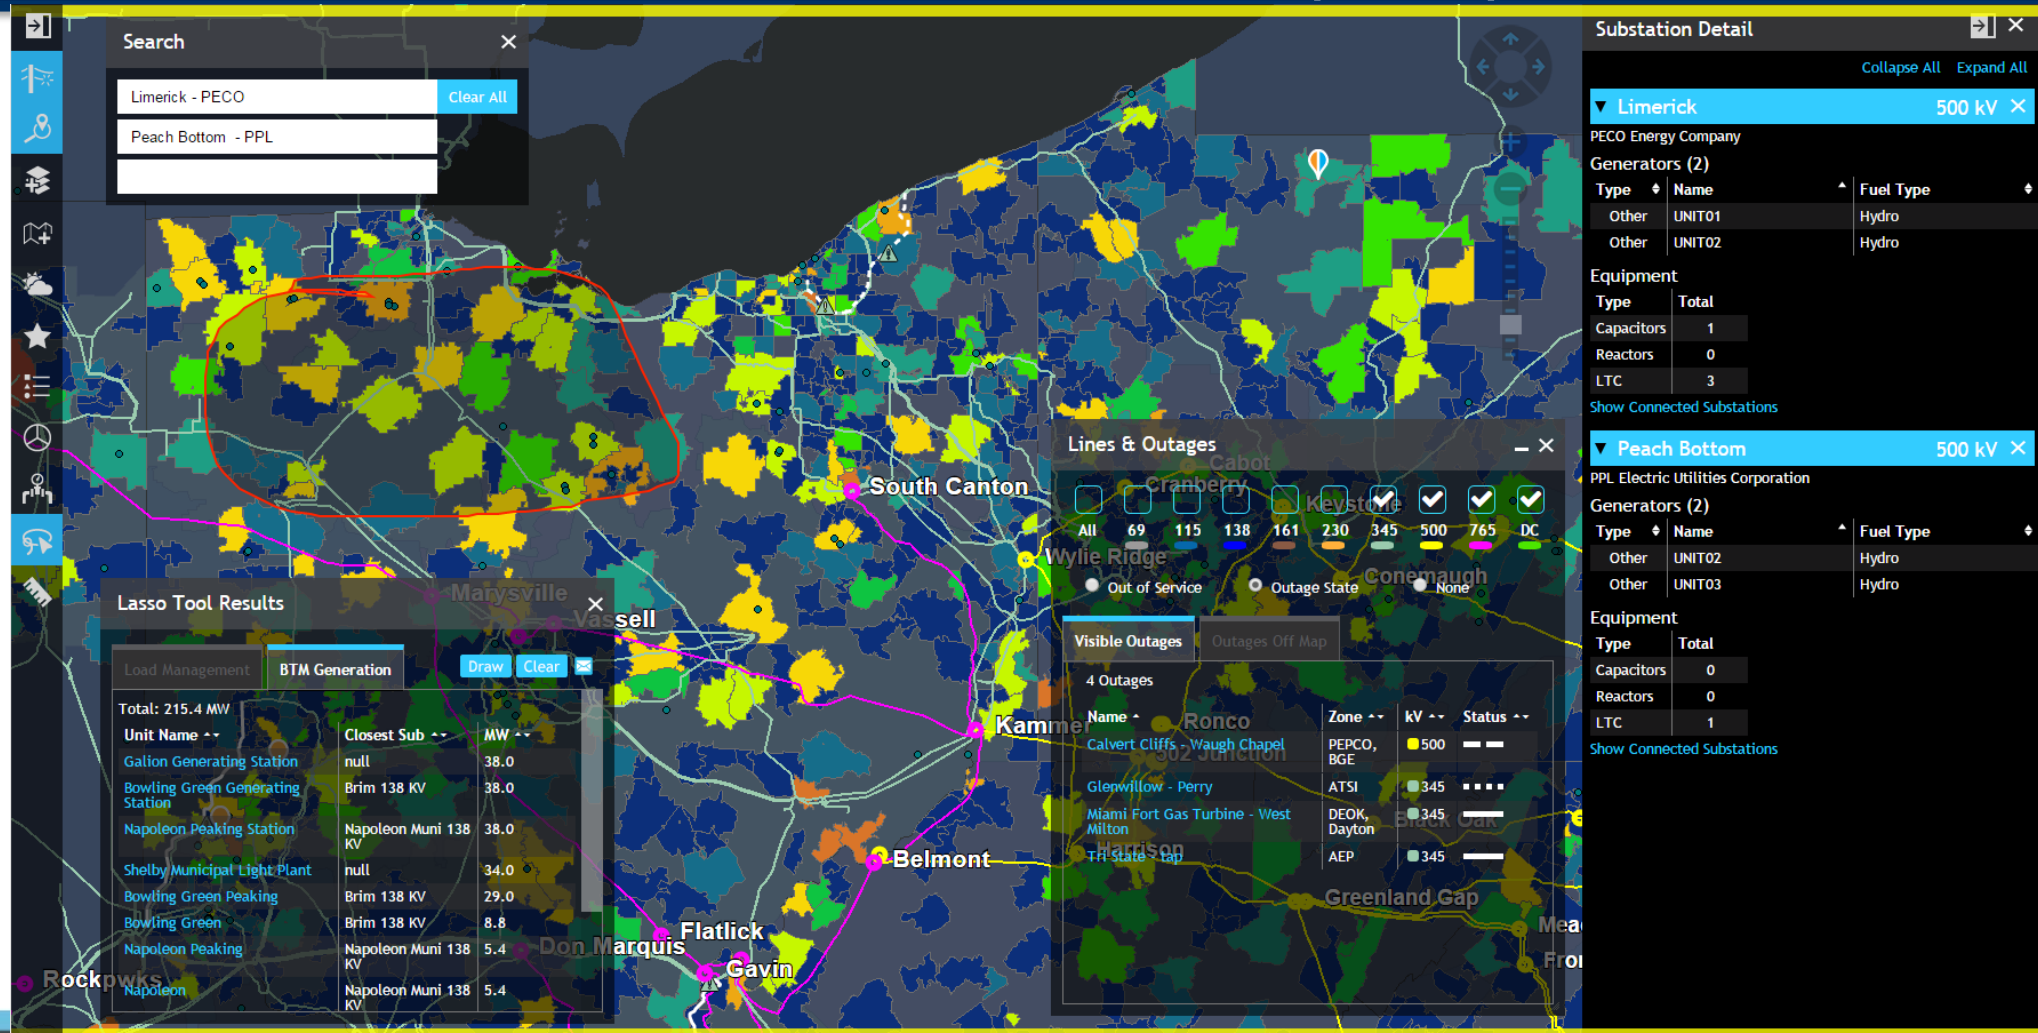 Search
Limerick - PECO
Clear All
Peach Bottom - PPL
South Canton
Wylie Ridge
Marysville
Vassell
Kammer
Belmont
Flatlick
Don Marquis
Gavin
Lasso Tool Results
Load Management
BTM Generation
Draw
Clear
Total: 215.4 MW
Unit Name
Closest Sub
MW
Galion Generating Station
null
38.0
Bowling Green Generating
Station
Brim 138 KV
38.0
Napoleon Peaking Station
Napoleon Muni 138
KV
38.0
Shelby Municipal Light Plant
null
34.0
Bowling Green Peaking
Brim 138 KV
29.0
Bowling Green
Brim 138 KV
8.8
Napoleon Peaking
Napoleon Muni 138
KV
5.4
Napoleon
Napoleon Muni 138
KV
5.4
Lines & Outages
Cabot
Cranberry
Keystone
All 69 115 138 161 230 345 500 765 DC
Conemaugh
Out of Service
Outage State
None
Visible Outages
Outages Off Map
4 Outages
Name
Zone
kV
Status
Ronco
Calvert Cliffs - Waugh Chapel
PEPCO,
BGE
500
502 Junction
Glenwillow - Perry
ATSI
345
Miami Fort Gas Turbine - West
Milton
DEOK,
Dayton
345
Black Oak
Harrison
Tri State - tap
AEP
345
Greenland Gap
Substation Detail
Collapse All Expand All
Limerick 500 kV
PECO Energy Company
Generators (2)
Type Name Fuel Type
Other UNIT01 Hydro
Other UNIT02 Hydro
Equipment
Type Total
Capacitors 1
Reactors 0
LTC 3
Show Connected Substations
Peach Bottom 500 kV
PPL Electric Utilities Corporation
Generators (2)
Type Name Fuel Type
Other UNIT02 Hydro
Other UNIT03 Hydro
Equipment
Type Total
Capacitors 0
Reactors 0
LTC 1
Show Connected Substations